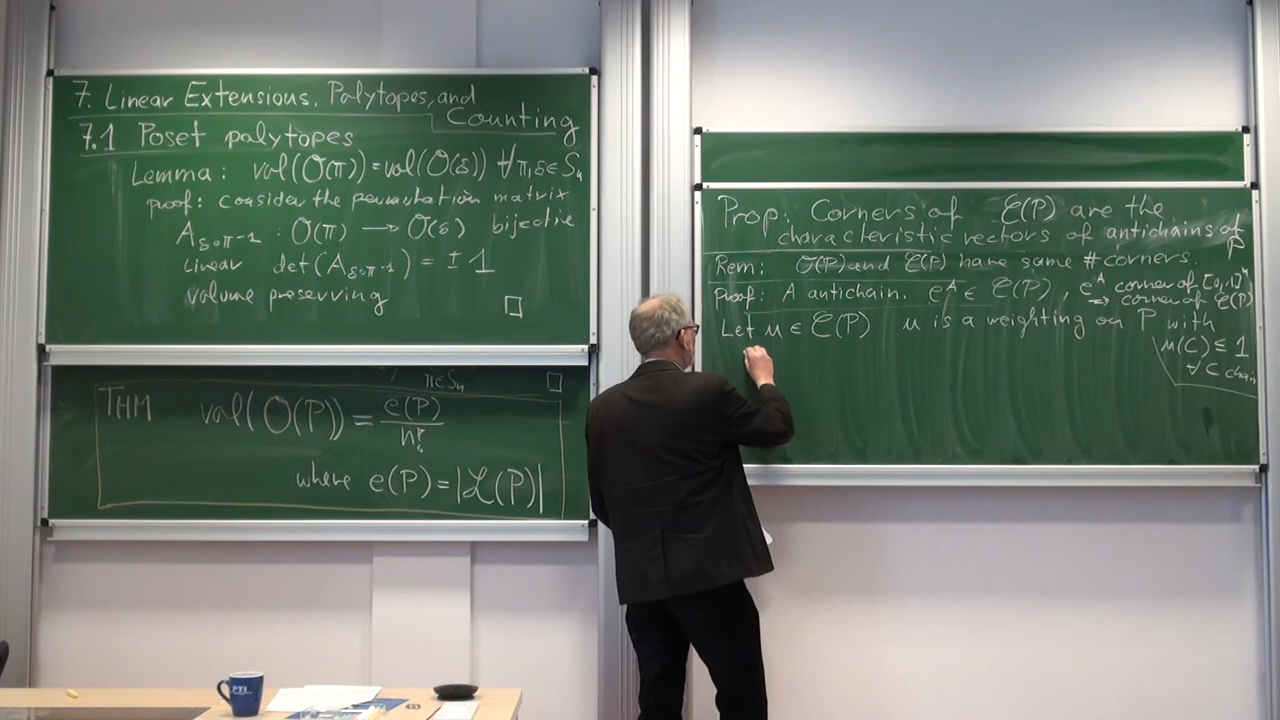 7. Linear Extensions, Polytopes, and
Counting
7.1 Poset polytopes
Lemma: vol(O(π)) = vol(O(δ)) ∀ π,δ ∈ Sₙ
proof: consider the permutation matrix
A_{δ∘π⁻¹} : O(π) → O(δ) bijective
linear det(A_{δ∘π⁻¹}) = ± 1
volume preserving □
π∈Sₙ □
THM vol(O(P)) = e(P)/n!
where e(P) = |ℒ(P)|
Prop: Corners of 𝒞(P) are the
characteristic vectors of antichains of P
Rem: O(P) and 𝒞(P) have same # corners.
Proof: A antichain. e^A ∈ 𝒞(P), e^A corner of [0,1]^n
⇒ corner of 𝒞(P)
Let u ∈ 𝒞(P) u is a weighting on P with
u(C) ≤ 1
∀ C chain
PTI